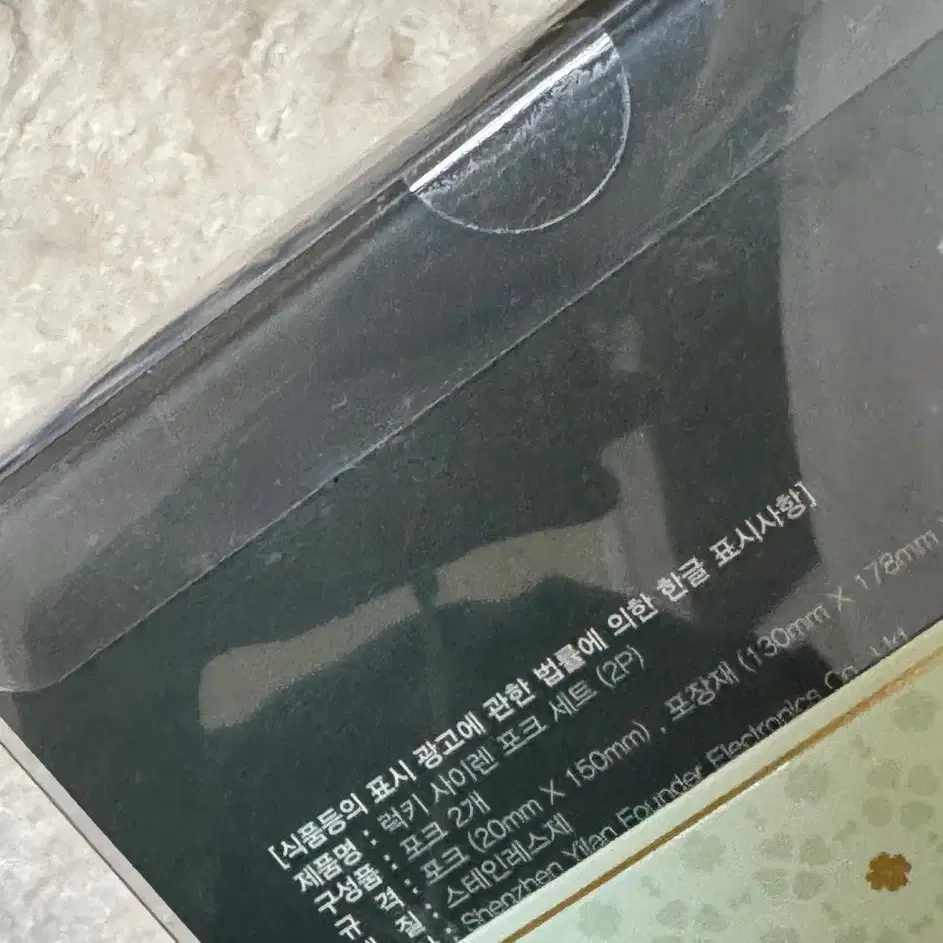 [식품등의 표시 광고에 관한 법률에 의한 한글 표시사항]
제품명 : 럭키 사이렌 포크 세트 (2P)
구성품 : 포크 2개
규 격 : 포크 (20mm X 150mm) , 포장재 (130mm X 178mm
질 : 스테인레스제
: Shenzhen Yilan Founder Electronics Co., Ltd